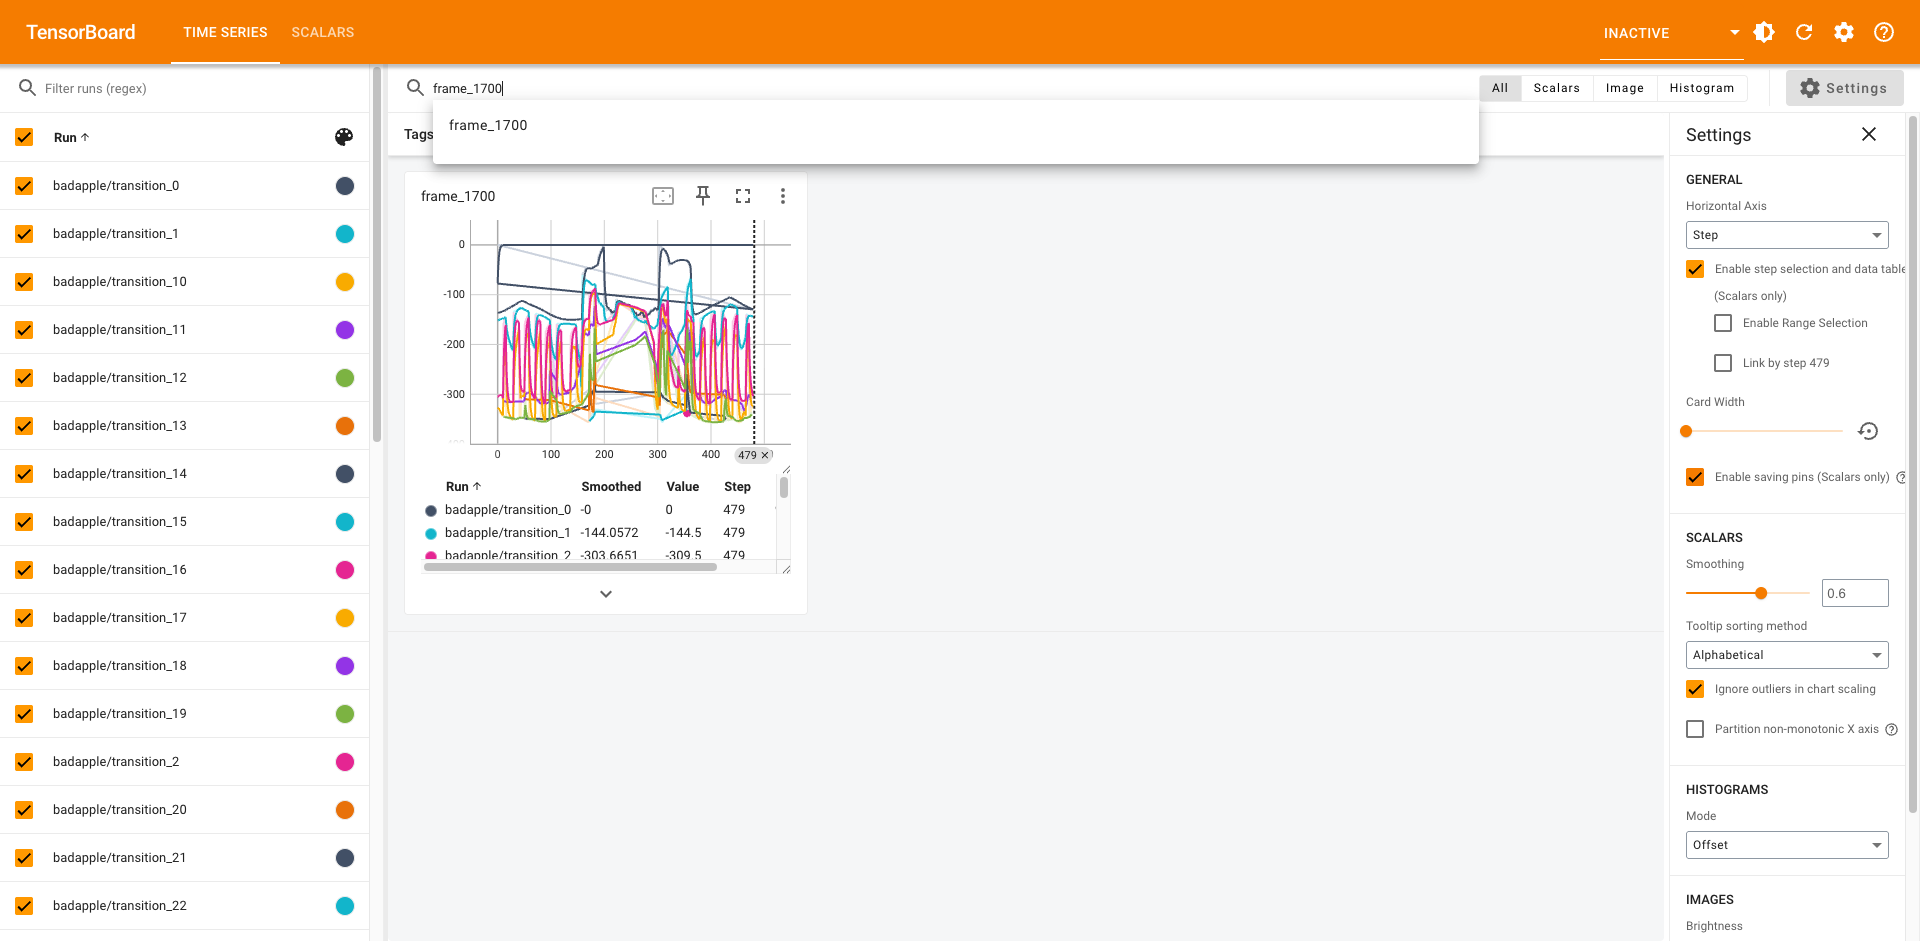 TensorBoard
TIME SERIES
SCALARS
INACTIVE
Filter runs (regex)
frame_1700
All
Scalars
Image
Histogram
Settings
frame_1700
Run
Tags
Settings
badapple/transition_0
badapple/transition_1
badapple/transition_10
badapple/transition_11
badapple/transition_12
badapple/transition_13
badapple/transition_14
badapple/transition_15
badapple/transition_16
badapple/transition_17
badapple/transition_18
badapple/transition_19
badapple/transition_2
badapple/transition_20
badapple/transition_21
badapple/transition_22
frame_1700
0
-100
-200
-300
0 100 200 300 400 479
Run Smoothed Value Step
badapple/transition_0 -0 0 479
badapple/transition_1 -144.0572 -144.5 479
badapple/transition_2 -303.6651 -309.5 479
GENERAL
Horizontal Axis
Step
Enable step selection and data table
(Scalars only)
Enable Range Selection
Link by step 479
Card Width
Enable saving pins (Scalars only)
SCALARS
Smoothing
0.6
Tooltip sorting method
Alphabetical
Ignore outliers in chart scaling
Partition non-monotonic X axis
HISTOGRAMS
Mode
Offset
IMAGES
Brightness